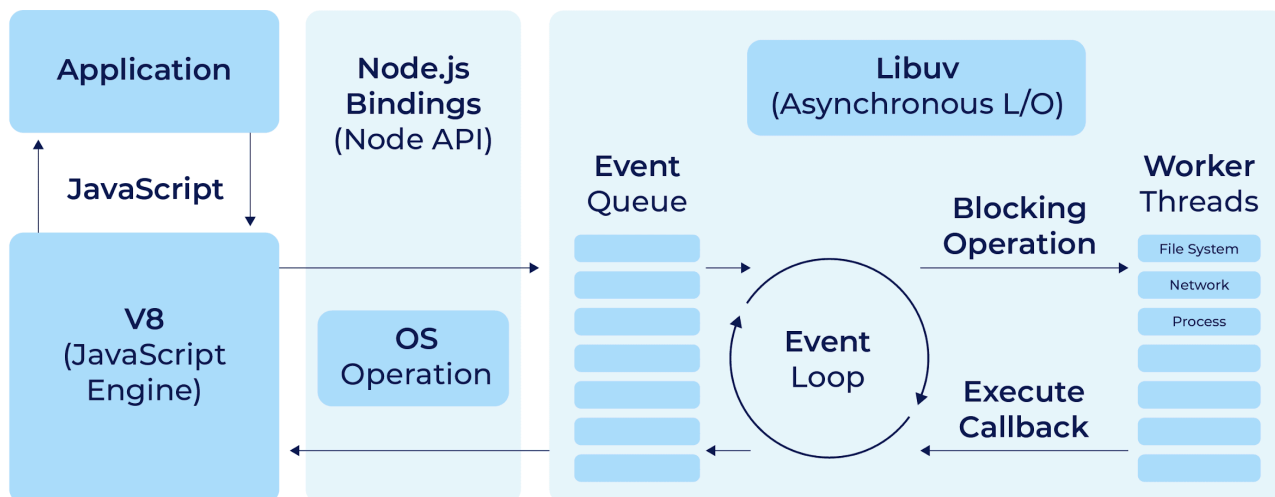 Application
JavaScript
V8
(JavaScript
Engine)
Node.js
Bindings
(Node API)
OS
Operation
Libuv
(Asynchronous L/O)
Event
Queue
Event
Loop
Blocking
Operation
Execute
Callback
Worker
Threads
File System
Network
Process